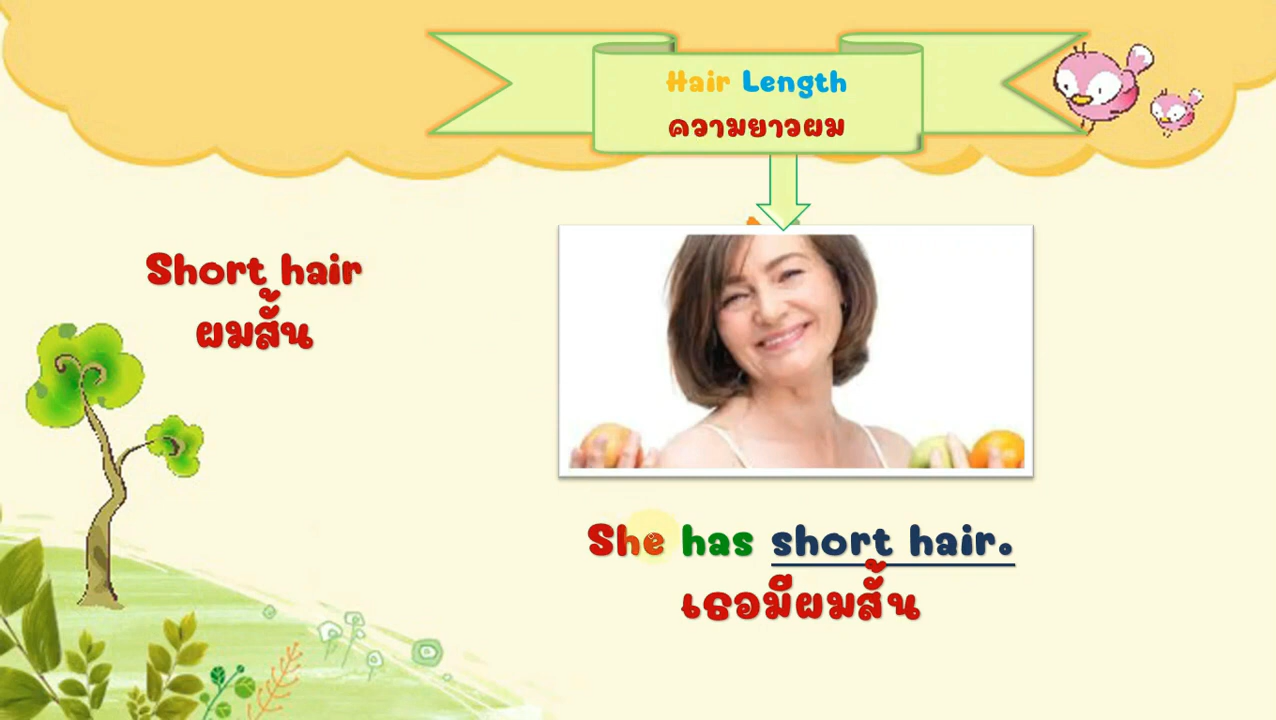 Hair Length
ความยาวผม
Short hair
ผมสั้น
She has short hair.
เธอมีผมสั้น